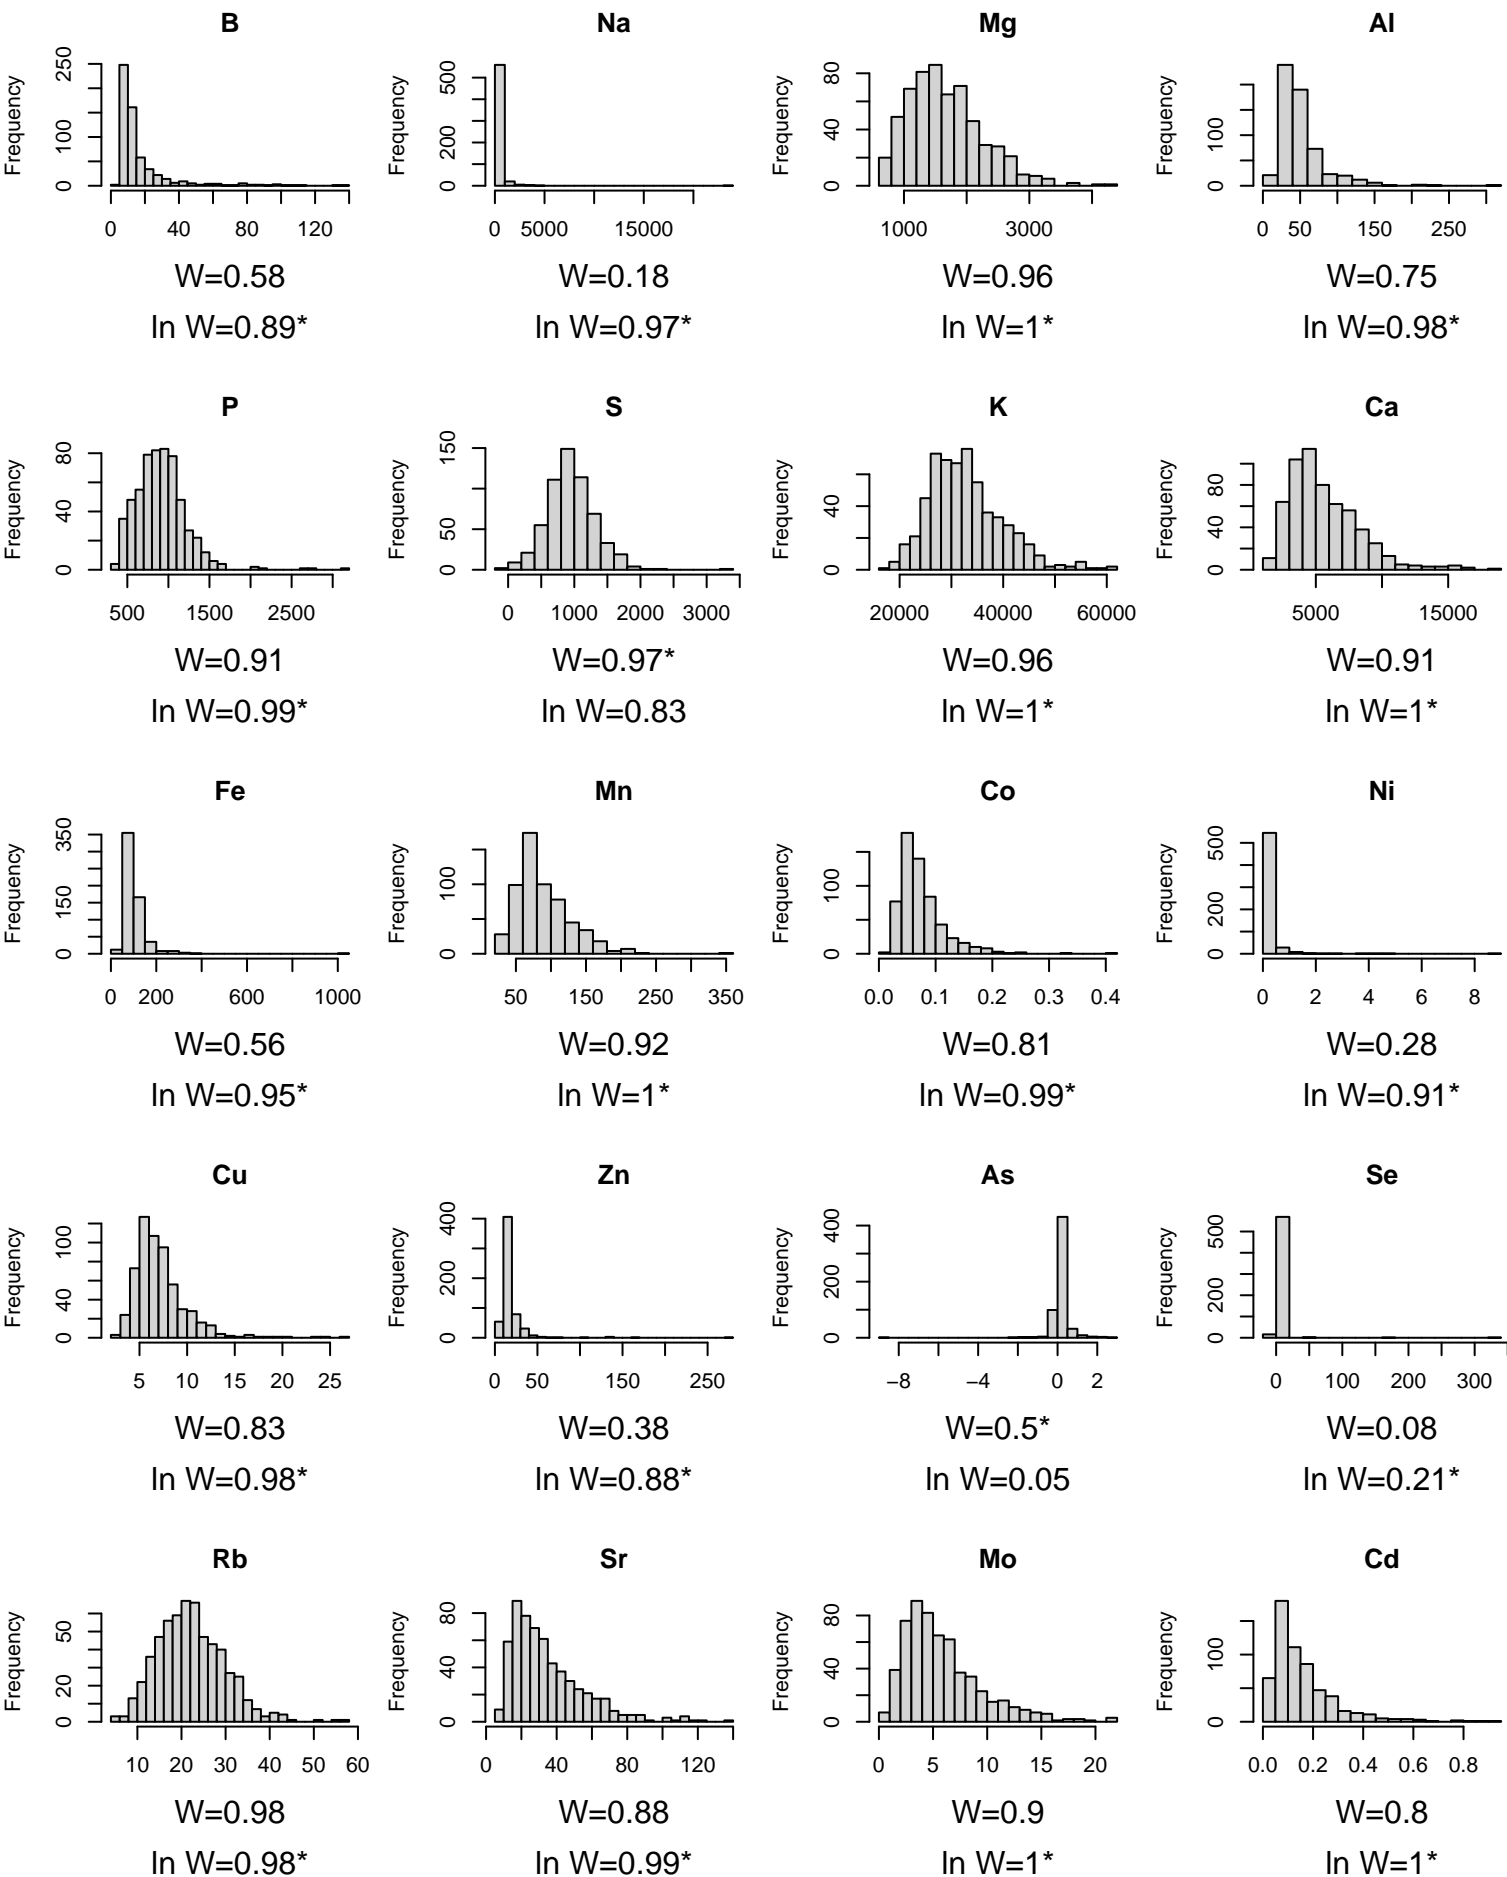 B
Frequency
0 100 250
0 40 80 120
W=0.58
ln W=0.89*
Na
Frequency
0 200 500
0 5000 15000
W=0.18
ln W=0.97*
Mg
Frequency
0 40 80
1000 3000
W=0.96
ln W=1*
Al
Frequency
0 100
0 50 150 250
W=0.75
ln W=0.98*
P
Frequency
0 40 80
500 1500 2500
W=0.91
ln W=0.99*
S
Frequency
0 50 150
0 1000 2000 3000
W=0.97*
ln W=0.83
K
Frequency
0 40
20000 40000 60000
W=0.96
ln W=1*
Ca
Frequency
0 40 80
5000 15000
W=0.91
ln W=1*
Fe
Frequency
0 150 350
0 200 600 1000
W=0.56
ln W=0.95*
Mn
Frequency
0 100
50 150 250 350
W=0.92
ln W=1*
Co
Frequency
0 100
0.0 0.1 0.2 0.3 0.4
W=0.81
ln W=0.99*
Ni
Frequency
0 200 500
0 2 4 6 8
W=0.28
ln W=0.91*
Cu
Frequency
0 40 100
5 10 15 20 25
W=0.83
ln W=0.98*
Zn
Frequency
0 200 400
0 50 150 250
W=0.38
ln W=0.88*
As
Frequency
0 200 400
−8 −4 0 2
W=0.5*
ln W=0.05
Se
Frequency
0 200 500
0 100 200 300
W=0.08
ln W=0.21*
Rb
Frequency
0 20 50
10 20 30 40 50 60
W=0.98
ln W=0.98*
Sr
Frequency
0 40 80
0 40 80 120
W=0.88
ln W=0.99*
Mo
Frequency
0 40 80
0 5 10 15 20
W=0.9
ln W=1*
Cd
Frequency
0 100
0.0 0.2 0.4 0.6 0.8
W=0.8
ln W=1*